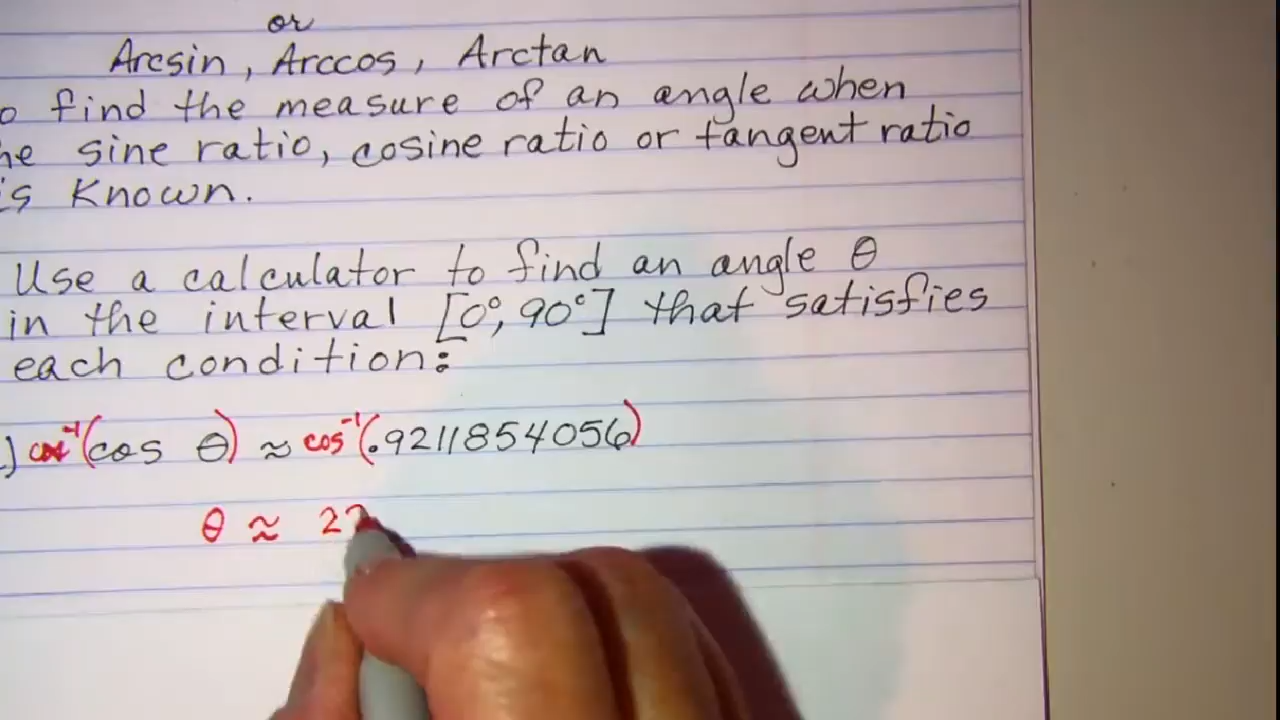 or
Arcsin, Arccos, Arctan
find the measure of an angle when
sine ratio, cosine ratio or tangent ratio
is known.
Use a calculator to find an angle θ
in the interval [0°, 90°] that satisfies
each condition:
.) cos⁻¹(cos θ) ≈ cos⁻¹(.9211854056)
θ ≈ 2